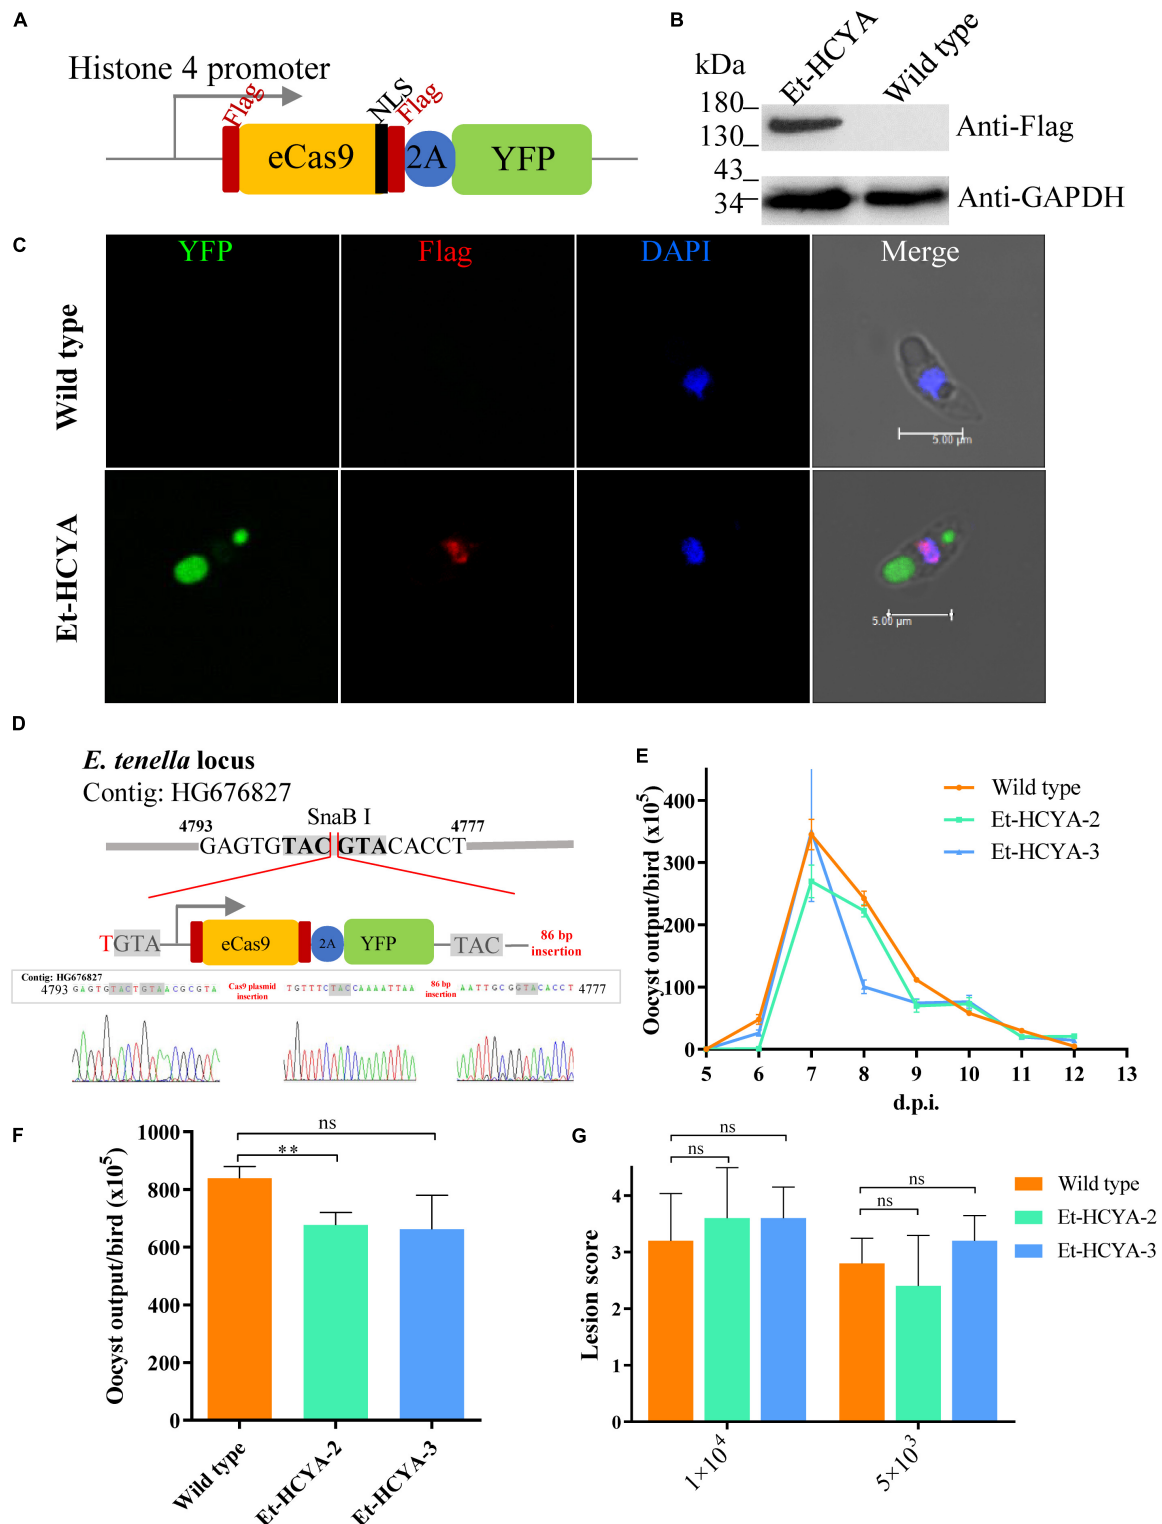 A
Histone 4 promoter
Flag
eCas9
NLS
Flag
2A
YFP
B
kDa
Et-HCYA
Wild type
180
130
Anti-Flag
43
34
Anti-GAPDH
C
YFP
Flag
DAPI
Merge
Wild type
5.00 µm
Et-HCYA
5.00 µm
D
E. tenella locus
Contig: HG676827
SnaB I
4793
4777
GAGTGTAC GTACACCT
TGTA
eCas9
2A
YFP
TAC
86 bp
insertion
Contig: HG676827
4793 GAGTGTACTGTAACGCGTA
Cas9 plasmid
insertion
TGTTTCTACCAAAATTAA
86 bp
insertion
AATTGCGGTACACCT 4777
E
Oocyst output/bird (x10⁵)
400
300
200
100
0
5 6 7 8 9 10 11 12 13
d.p.i.
Wild type
Et-HCYA-2
Et-HCYA-3
F
Oocyst output/bird (x10⁵)
1000
800
600
400
200
0
ns
**
Wild type
Et-HCYA-2
Et-HCYA-3
G
Lesion score
4
3
2
1
0
ns
ns
ns
ns
1×10⁴
5×10³
Wild type
Et-HCYA-2
Et-HCYA-3